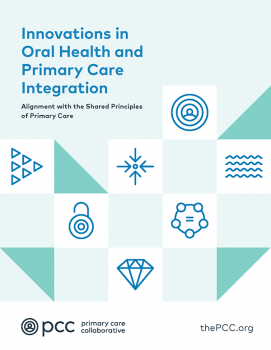 Innovations in
Oral Health and
Primary Care
Integration
Alignment with the Shared Principles
of Primary Care
pcc
primary care
collaborative
thePCC.org